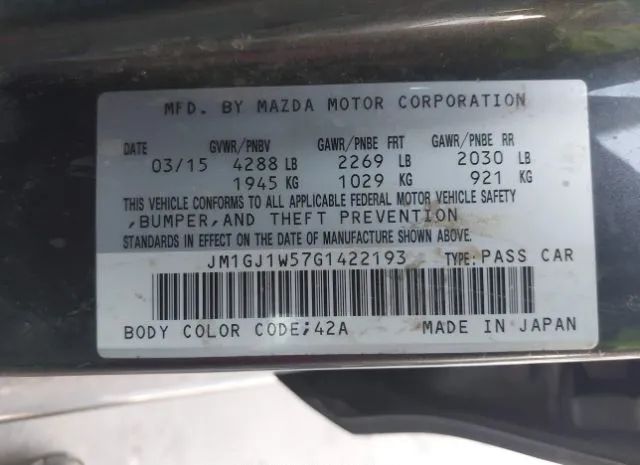 MFD. BY MAZDA MOTOR CORPORATION
DATE GVWR/PNBV GAWR/PNBE FRT GAWR/PNBE RR
03/15 4288 LB 2269 LB 2030 LB
1945 KG 1029 KG 921 KG
THIS VEHICLE CONFORMS TO ALL APPLICABLE FEDERAL MOTOR VEHICLE SAFETY
,BUMPER,AND THEFT PREVENTION
STANDARDS IN EFFECT ON THE DATE OF MANUFACTURE SHOWN ABOVE.
JM1GJ1W57G1422193 TYPE: PASS CAR
BODY COLOR CODE;42A MADE IN JAPAN